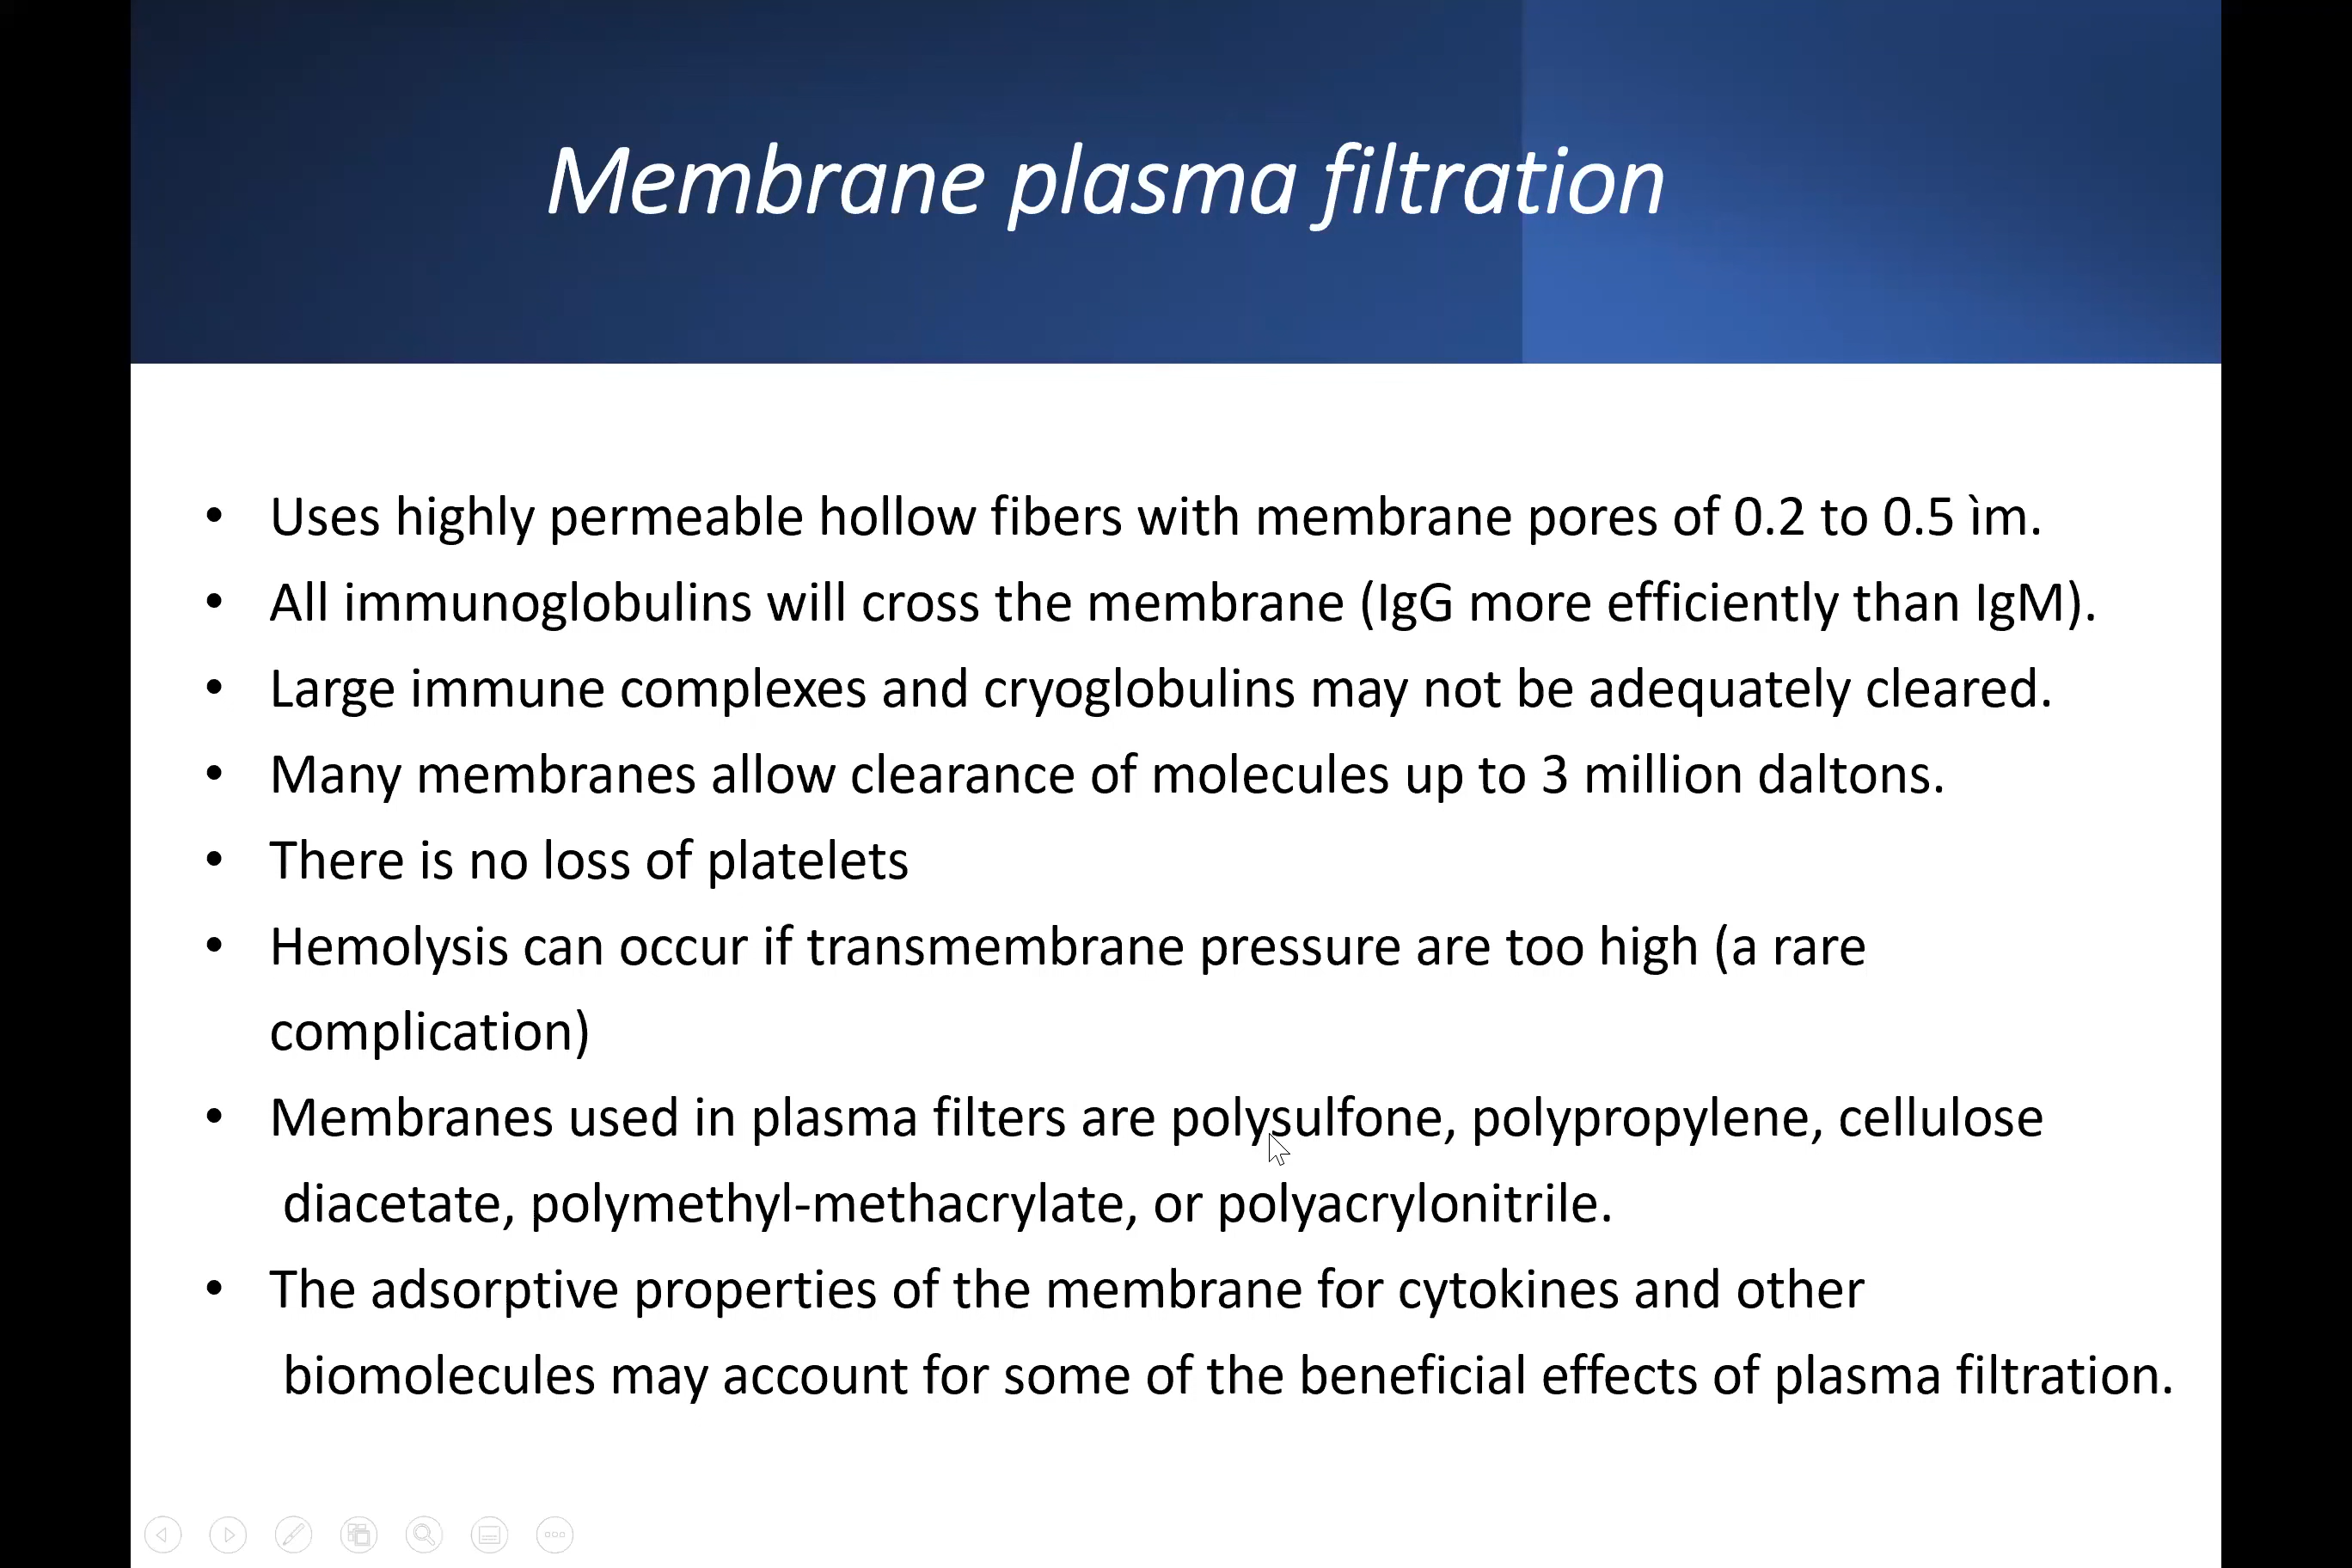 Membrane plasma filtration
• Uses highly permeable hollow fibers with membrane pores of 0.2 to 0.5 ìm.
• All immunoglobulins will cross the membrane (IgG more efficiently than IgM).
• Large immune complexes and cryoglobulins may not be adequately cleared.
• Many membranes allow clearance of molecules up to 3 million daltons.
• There is no loss of platelets
• Hemolysis can occur if transmembrane pressure are too high (a rare
complication)
• Membranes used in plasma filters are polysulfone, polypropylene, cellulose
diacetate, polymethyl-methacrylate, or polyacrylonitrile.
• The adsorptive properties of the membrane for cytokines and other
biomolecules may account for some of the beneficial effects of plasma filtration.